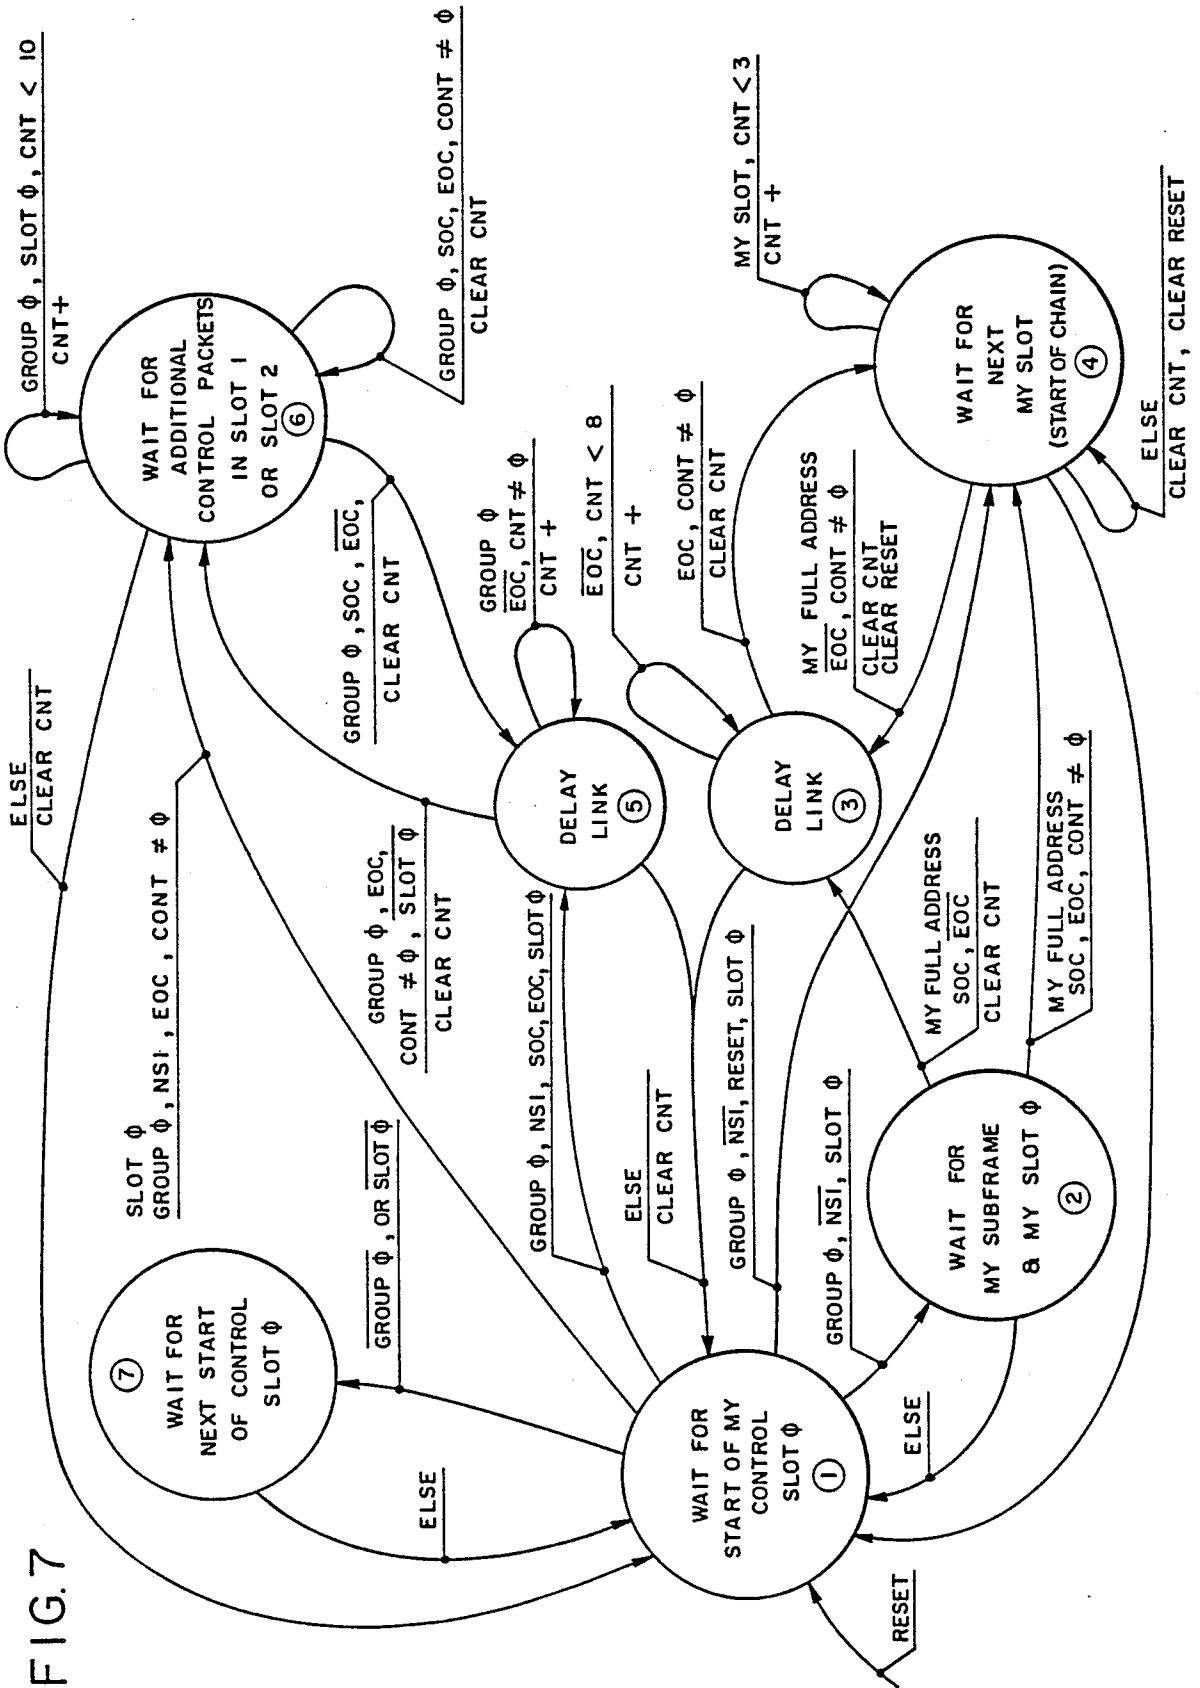 FIG. 7
GROUP ϕ, SLOT ϕ, CNT < 10
CNT+
ELSE
CLEAR CNT
WAIT FOR
ADDITIONAL
CONTROL PACKETS
IN SLOT 1
OR SLOT 2
6
GROUP ϕ, SOC, EOC, CONT ≠ ϕ
CLEAR CNT
SLOT ϕ
GROUP ϕ, NSI, EOC, CONT ≠ ϕ
7
WAIT FOR
NEXT START
OF CONTROL
SLOT ϕ
GROUP ϕ, SOC, EOC,
CLEAR CNT
GROUP ϕ, EOC,
CONT ≠ ϕ, SLOT ϕ
CLEAR CNT
GROUP ϕ, OR SLOT ϕ
ELSE
GROUP ϕ
EOC, CNT ≠ ϕ
CNT +
GROUP ϕ, NSI, SOC, EOC, SLOT ϕ
DELAY
LINK
5
EOC, CNT < 8
CNT +
ELSE
CLEAR CNT
EOC, CONT ≠ ϕ
CLEAR CNT
MY SLOT, CNT < 3
CNT +
GROUP ϕ, NSI, RESET, SLOT ϕ
DELAY
LINK
3
WAIT FOR
START OF MY
CONTROL
SLOT ϕ
1
MY FULL ADDRESS
EOC, CONT ≠ ϕ
CLEAR CNT
CLEAR RESET
GROUP ϕ, NSI, SLOT ϕ
MY FULL ADDRESS
SOC, EOC
CLEAR CNT
WAIT FOR
NEXT
MY SLOT
(START OF CHAIN)
4
ELSE
WAIT FOR
MY SUBFRAME
& MY SLOT ϕ
2
MY FULL ADDRESS
SOC, EOC, CONT ≠ ϕ
RESET
ELSE
CLEAR CNT, CLEAR RESET